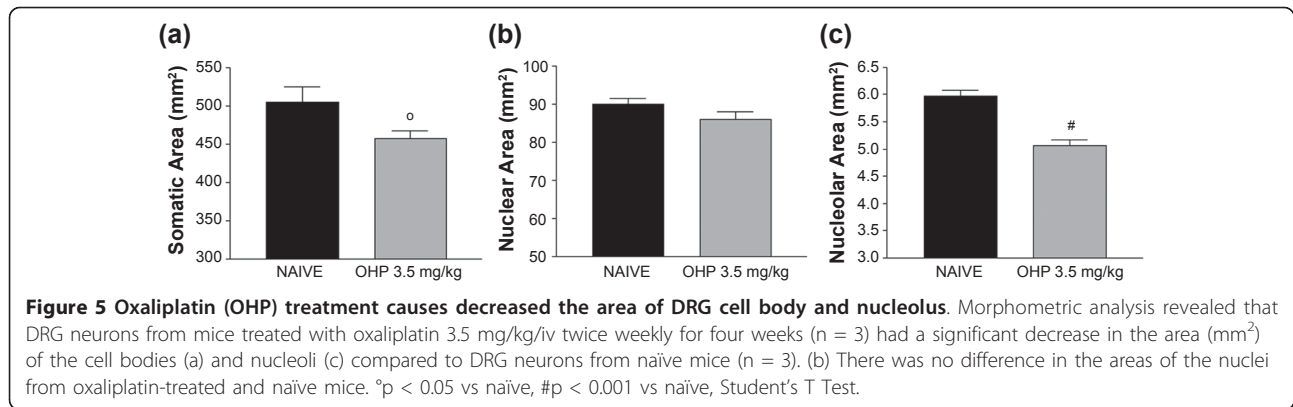 (a) (b) (c)
Somatic Area (mm²)
550
500
450
400
350
300
o
NAIVE OHP 3.5 mg/kg
Nuclear Area (mm²)
100
90
80
70
60
50
NAIVE OHP 3.5 mg/kg
Nucleolar Area (mm²)
6.5
6.0
5.5
5.0
4.5
4.0
3.5
3.0
#
NAIVE OHP 3.5 mg/kg
Figure 5 Oxaliplatin (OHP) treatment causes decreased the area of DRG cell body and nucleolus. Morphometric analysis revealed that
DRG neurons from mice treated with oxaliplatin 3.5 mg/kg/iv twice weekly for four weeks (n = 3) had a significant decrease in the area (mm²)
of the cell bodies (a) and nucleoli (c) compared to DRG neurons from naïve mice (n = 3). (b) There was no difference in the areas of the nuclei
from oxaliplatin-treated and naïve mice. °p < 0.05 vs naïve, #p < 0.001 vs naïve, Student's T Test.